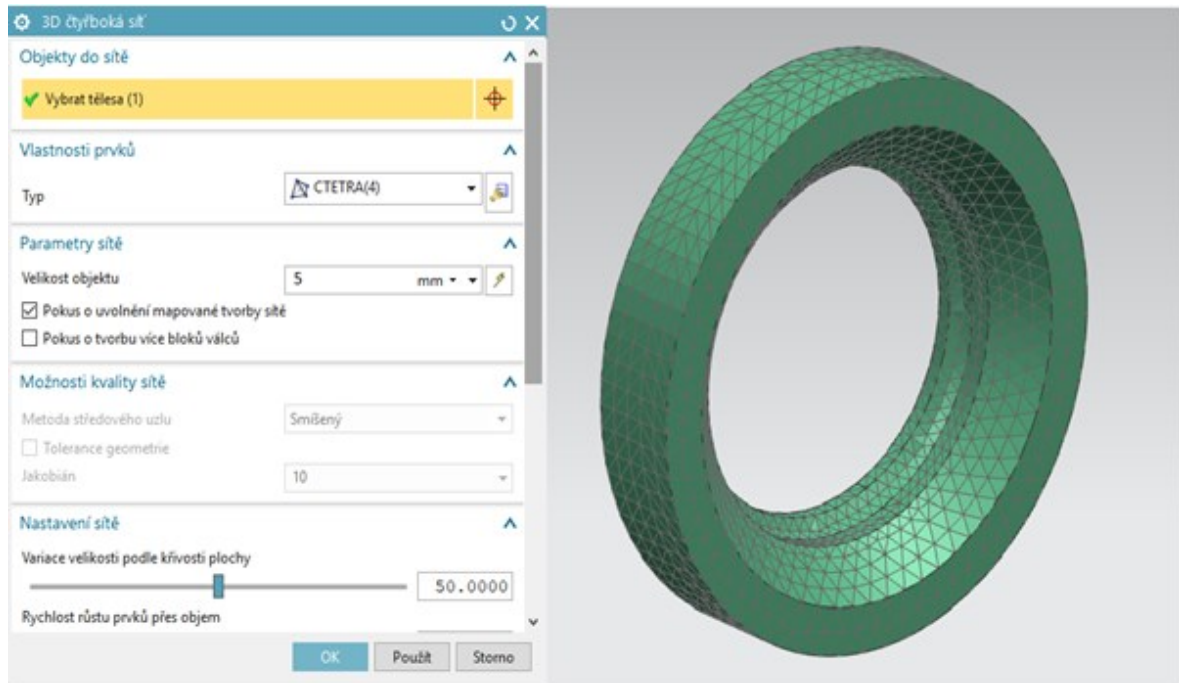 3D čtyřboká síť
Objekty do sítě
Vybrat tělesa (1)
Vlastnosti prvků
Typ
CTETRA(4)
Parametry sítě
Velikost objektu
5 mm
Pokus o uvolnění mapované tvorby sítě
Pokus o tvorbu více bloků válců
Možnosti kvality sítě
Metoda středového uzlu
Smíšený
Tolerance geometrie
Jakobián
10
Nastavení sítě
Variace velikosti podle křivosti plochy
50.0000
Rychlost růstu prvků přes objem
OK Použít Storno